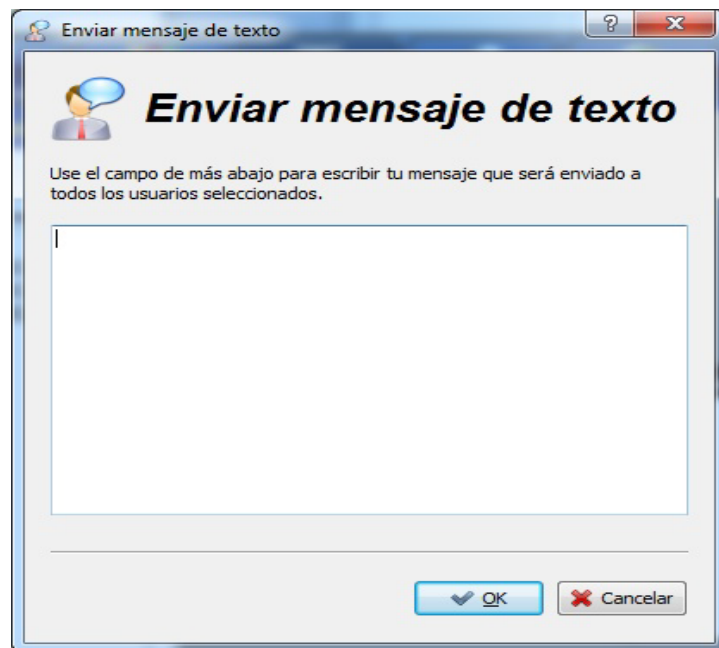 Enviar mensaje de texto
Enviar mensaje de texto
Use el campo de más abajo para escribir tu mensaje que será enviado a
todos los usuarios seleccionados.
OK
Cancelar